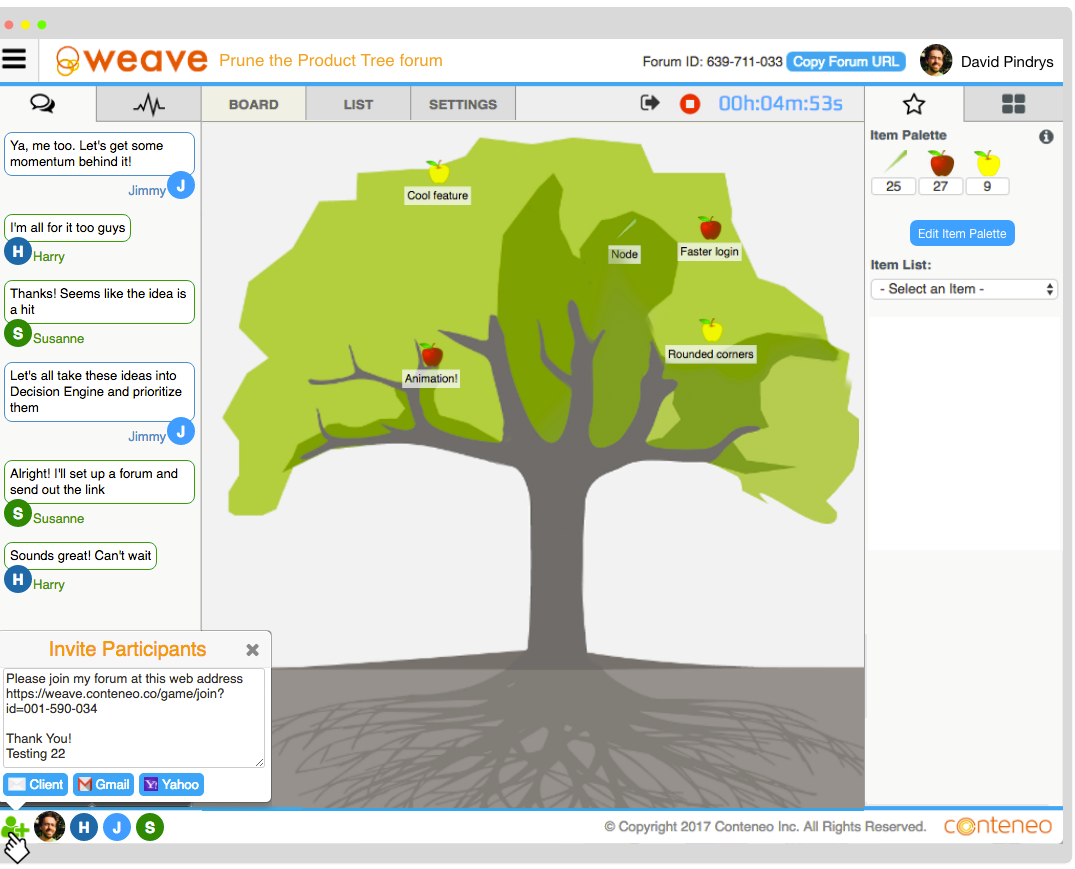 weave
Prune the Product Tree forum
Forum ID: 639-711-033
Copy Forum URL
David Pindrys
BOARD
LIST
SETTINGS
00h:04m:53s
Ya, me too. Let's get some
momentum behind it!
Jimmy
J
I'm all for it too guys
H
Harry
Thanks! Seems like the idea is
a hit
S
Susanne
Let's all take these ideas into
Decision Engine and prioritize
them
Jimmy
J
Alright! I'll set up a forum and
send out the link
S
Susanne
Sounds great! Can't wait
H
Harry
Cool feature
Node
Faster login
Rounded corners
Animation!
Item Palette
25
27
9
Edit Item Palette
Item List:
- Select an Item -
Invite Participants
Please join my forum at this web address
https://weave.conteneo.co/game/join?
id=001-590-034
Thank You!
Testing 22
Client
Gmail
Yahoo
H
J
S
© Copyright 2017 Conteneo Inc. All Rights Reserved.
conteneo